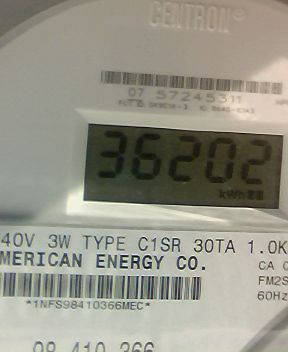 CENTRON®
07 57245311
36202
kWh
40V 3W TYPE C1SR 30TA 1.0K
MERICAN ENERGY CO.
CA 0
FM2S
*1NFS98410366MEC*
60Hz
98 410 366